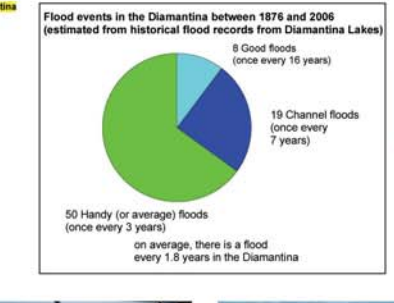 tina
Flood events in the Diamantina between 1876 and 2006
(estimated from historical flood records from Diamantina Lakes)
8 Good floods
(once every 16 years)
19 Channel floods
(once every
7 years)
50 Handy (or average) floods
(once every 3 years)
on average, there is a flood
every 1.8 years in the Diamantina